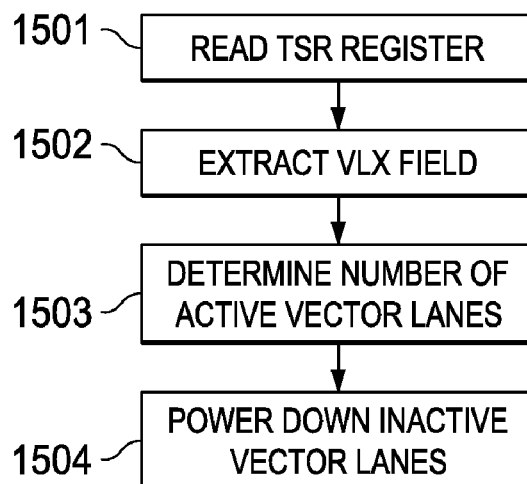 1501
READ TSR REGISTER
1502
EXTRACT VLX FIELD
1503
DETERMINE NUMBER OF
ACTIVE VECTOR LANES
1504
POWER DOWN INACTIVE
VECTOR LANES